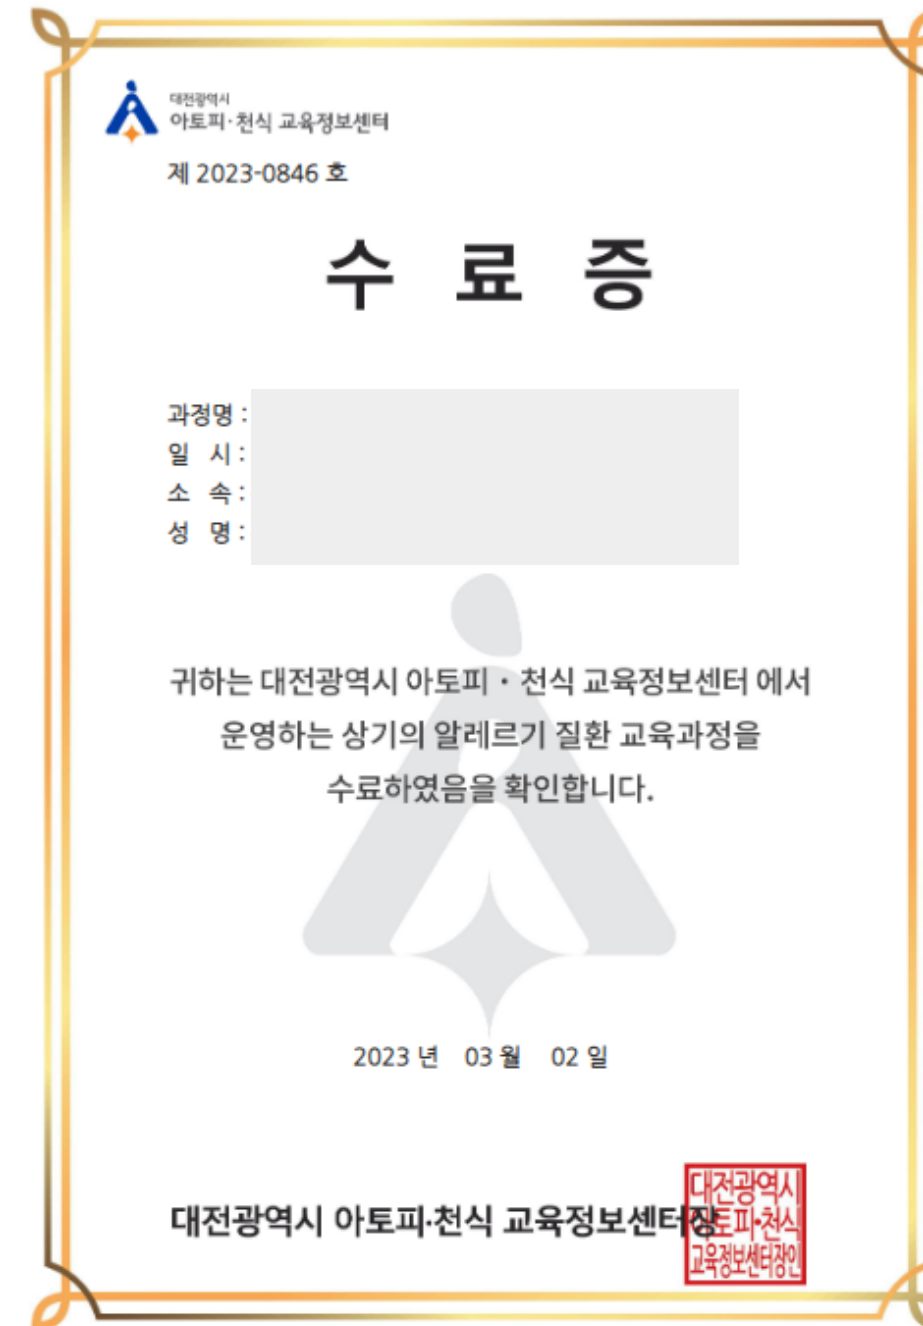 대전광역시
아토피·천식 교육정보센터
제 2023-0846 호
수 료 증
과정명 :
일 시 :
소 속 :
성 명 :
귀하는 대전광역시 아토피 · 천식 교육정보센터 에서
운영하는 상기의 알레르기 질환 교육과정을
수료하였음을 확인합니다.
2023 년 03 월 02 일
대전광역시 아토피·천식 교육정보센터장
대전광역시
아토피·천식
교육정보센터장인